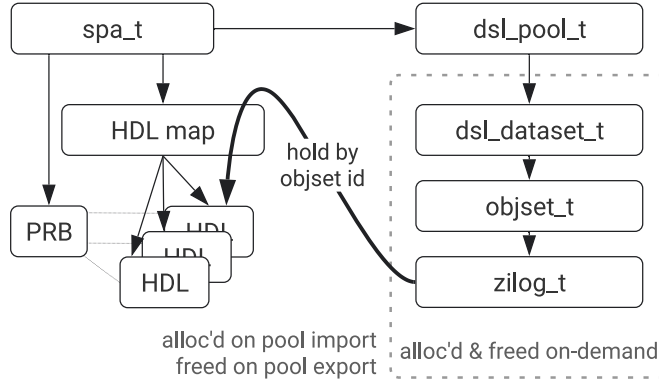 spa_t
dsl_pool_t
HDL map
dsl_dataset_t
hold by
objset id
objset_t
PRB
HDL
HDL
HDL
zilog_t
alloc'd on pool import
freed on pool export
alloc'd & freed on-demand